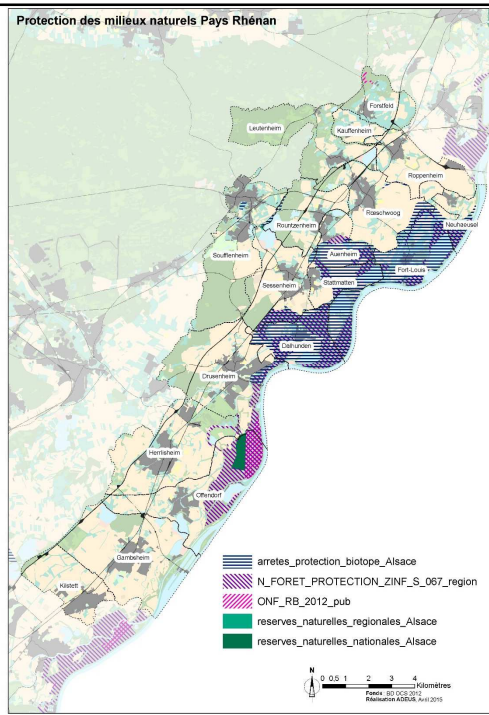 Protection des milieux naturels Pays Rhénan
Forstfeld
Kauffenheim
Leutenheim
Roppenheim
Rœschwoog
Neuhaeusel
Rountzenheim
Soufflenheim
Auenheim
Fort-Louis
Stattmatten
Sessenheim
Dalhunden
Drusenheim
Herrlisheim
Offendorf
Gambsheim
Kilstett
arretes_protection_biotope_Alsace
N_FORET_PROTECTION_ZINF_S_067_region
ONF_RB_2012_pub
reserves_naturelles_regionales_Alsace
reserves_naturelles_nationales_Alsace
N
0 0,5 1 2 3 4
Kilomètres
Fonds : BD OCS 2012
Réalisation ADEUS, Avril 2015